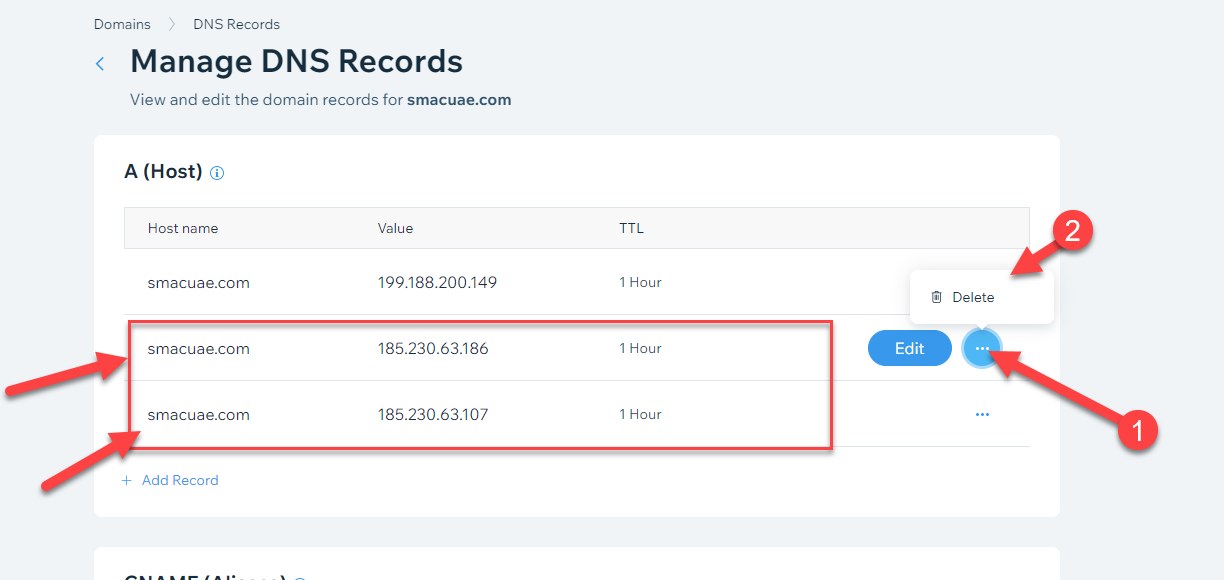 Domains > DNS Records
Manage DNS Records
View and edit the domain records for smacuae.com
A (Host)
Host name Value TTL
smacuae.com 199.188.200.149 1 Hour
2
Delete
smacuae.com 185.230.63.186 1 Hour Edit ...
smacuae.com 185.230.63.107 1 Hour ...
1
+ Add Record
CNAME (Aliases)